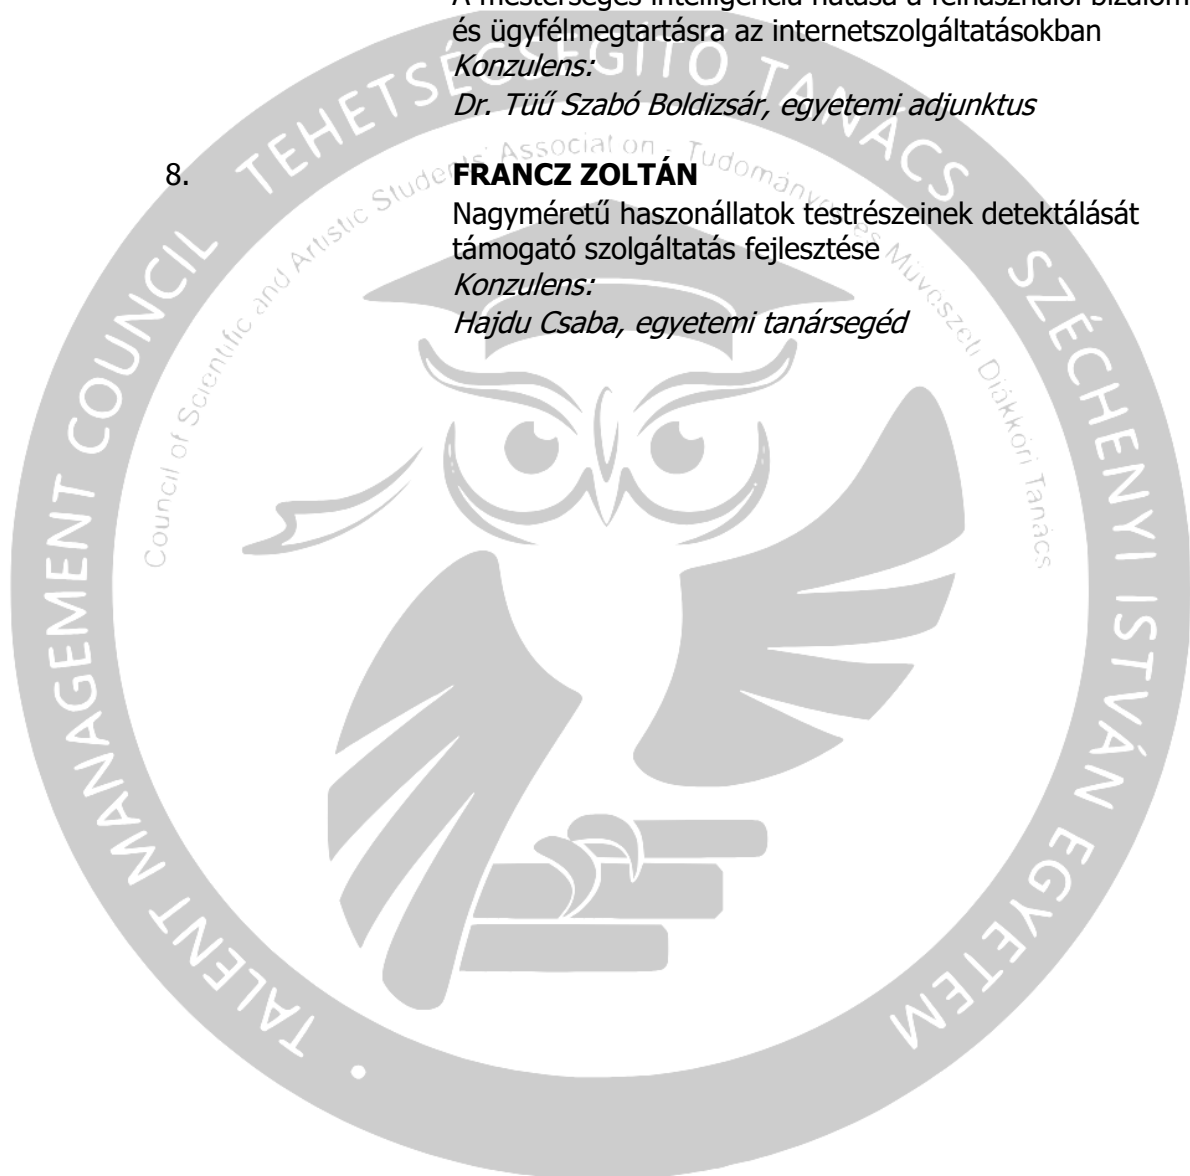 A mesterséges intelligencia hatása a felhasználói bizalom
és ügyfélmegtartásra az internetszolgáltatásokban
Konzulens:
Dr. Tüű Szabó Boldizsár, egyetemi adjunktus
8. FRANCZ ZOLTÁN
Nagyméretű haszonállatok testrészeinek detektálását
támogató szolgáltatás fejlesztése
Konzulens:
Hajdu Csaba, egyetemi tanársegéd
TEHETSÉGSEGÍTŐ TANÁCS SZÉCHENYI ISTVÁN EGYETEM
TALENT MANAGEMENT COUNCIL
Council of Scientific and Artistic Students' Association - Tudományos és Művészeti Diákköri Tanács